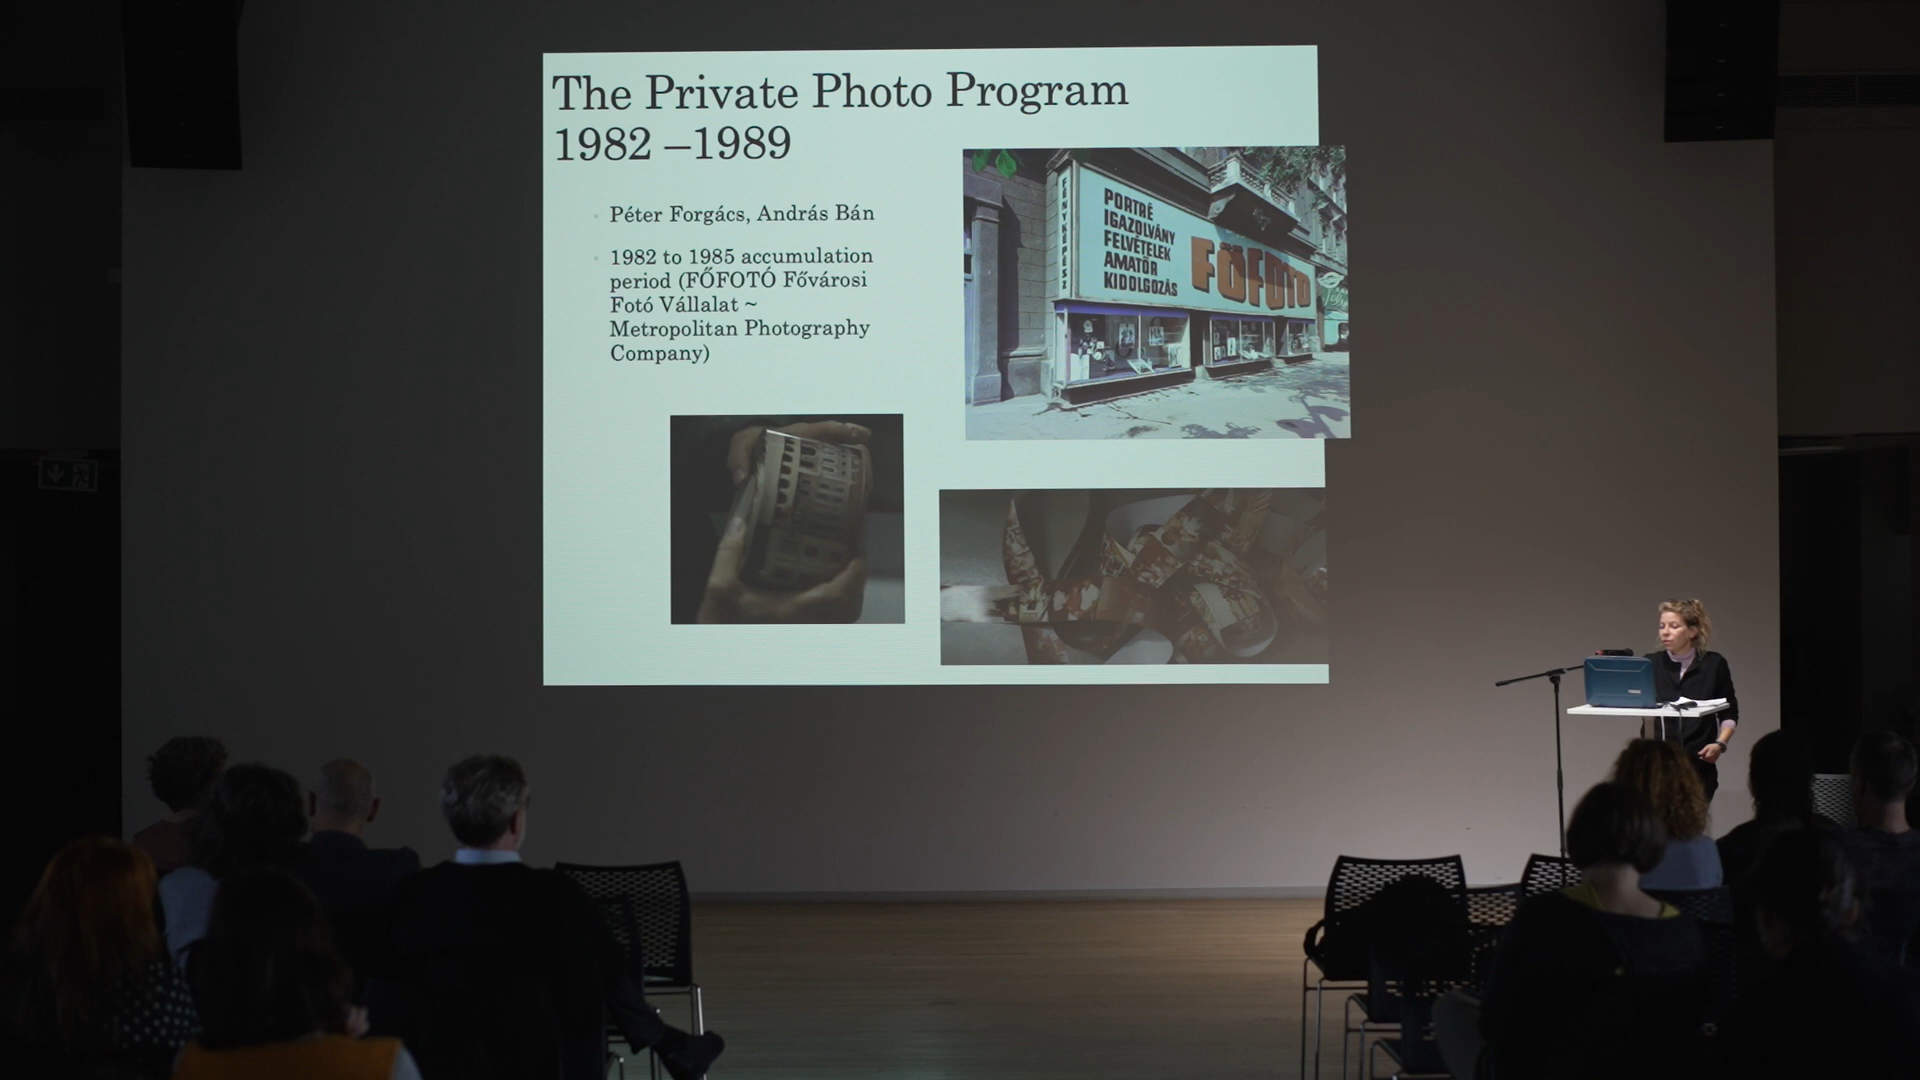 The Private Photo Program
1982 –1989
Péter Forgács, András Bán
1982 to 1985 accumulation
period (FŐFOTÓ Fővárosi
Fotó Vállalat ~
Metropolitan Photography
Company)
FÉNYKÉPÉSZ
PORTRÉ
IGAZOLVÁNY
FELVÉTELEK
AMATŐR
KIDOLGOZÁS
FŐFOTÓ